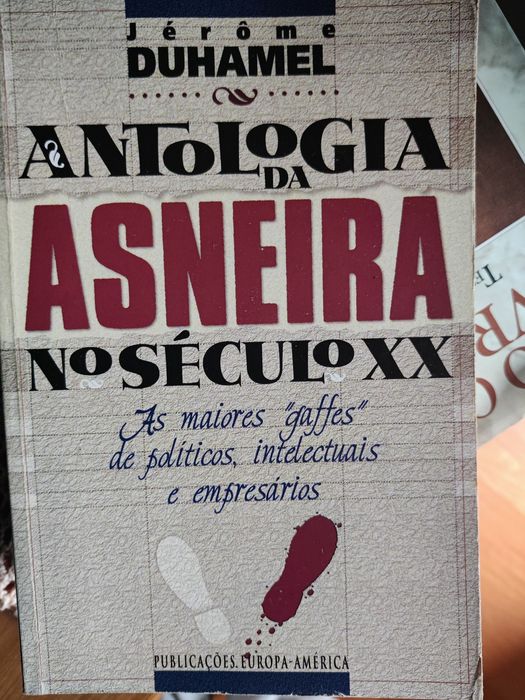 Jérôme
DUHAMEL
ANTOLOGIA
DA
ASNEIRA
NO SÉCULO XX
As maiores "gaffes"
de políticos, intelectuais
e empresários
PUBLICAÇÕES EUROPA-AMÉRICA